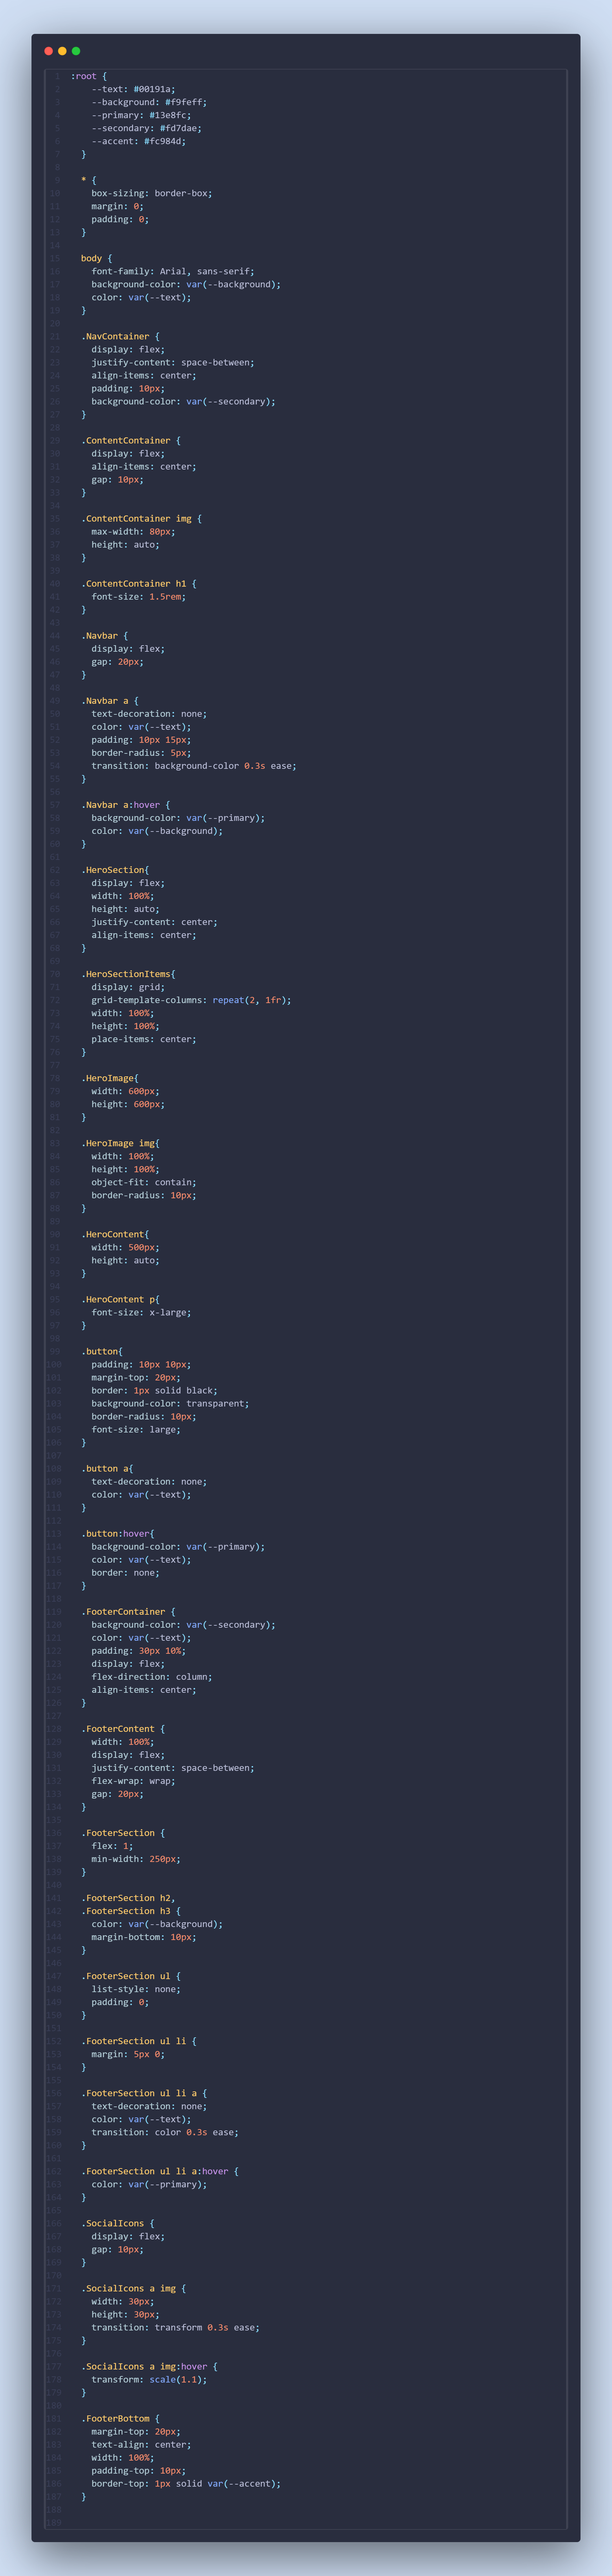 1 :root {
2 --text: #00191a;
3 --background: #f9feff;
4 --primary: #13e8fc;
5 --secondary: #fd7dae;
6 --accent: #fc984d;
7 }
8
9 * {
10 box-sizing: border-box;
11 margin: 0;
12 padding: 0;
13 }
14
15 body {
16 font-family: Arial, sans-serif;
17 background-color: var(--background);
18 color: var(--text);
19 }
20
21 .NavContainer {
22 display: flex;
23 justify-content: space-between;
24 align-items: center;
25 padding: 10px;
26 background-color: var(--secondary);
27 }
28
29 .ContentContainer {
30 display: flex;
31 align-items: center;
32 gap: 10px;
33 }
34
35 .ContentContainer img {
36 max-width: 80px;
37 height: auto;
38 }
39
40 .ContentContainer h1 {
41 font-size: 1.5rem;
42 }
43
44 .Navbar {
45 display: flex;
46 gap: 20px;
47 }
48
49 .Navbar a {
50 text-decoration: none;
51 color: var(--text);
52 padding: 10px 15px;
53 border-radius: 5px;
54 transition: background-color 0.3s ease;
55 }
56
57 .Navbar a:hover {
58 background-color: var(--primary);
59 color: var(--background);
60 }
61
62 .HeroSection{
63 display: flex;
64 width: 100%;
65 height: auto;
66 justify-content: center;
67 align-items: center;
68 }
69
70 .HeroSectionItems{
71 display: grid;
72 grid-template-columns: repeat(2, 1fr);
73 width: 100%;
74 height: 100%;
75 place-items: center;
76 }
77
78 .HeroImage{
79 width: 600px;
80 height: 600px;
81 }
82
83 .HeroImage img{
84 width: 100%;
85 height: 100%;
86 object-fit: contain;
87 border-radius: 10px;
88 }
89
90 .HeroContent{
91 width: 500px;
92 height: auto;
93 }
94
95 .HeroContent p{
96 font-size: x-large;
97 }
98
99 .button{
100 padding: 10px 10px;
101 margin-top: 20px;
102 border: 1px solid black;
103 background-color: transparent;
104 border-radius: 10px;
105 font-size: large;
106 }
107
108 .button a{
109 text-decoration: none;
110 color: var(--text);
111 }
112
113 .button:hover{
114 background-color: var(--primary);
115 color: var(--text);
116 border: none;
117 }
118
119 .FooterContainer {
120 background-color: var(--secondary);
121 color: var(--text);
122 padding: 30px 10%;
123 display: flex;
124 flex-direction: column;
125 align-items: center;
126 }
127
128 .FooterContent {
129 width: 100%;
130 display: flex;
131 justify-content: space-between;
132 flex-wrap: wrap;
133 gap: 20px;
134 }
135
136 .FooterSection {
137 flex: 1;
138 min-width: 250px;
139 }
140
141 .FooterSection h2,
142 .FooterSection h3 {
143 color: var(--background);
144 margin-bottom: 10px;
145 }
146
147 .FooterSection ul {
148 list-style: none;
149 padding: 0;
150 }
151
152 .FooterSection ul li {
153 margin: 5px 0;
154 }
155
156 .FooterSection ul li a {
157 text-decoration: none;
158 color: var(--text);
159 transition: color 0.3s ease;
160 }
161
162 .FooterSection ul li a:hover {
163 color: var(--primary);
164 }
165
166 .SocialIcons {
167 display: flex;
168 gap: 10px;
169 }
170
171 .SocialIcons a img {
172 width: 30px;
173 height: 30px;
174 transition: transform 0.3s ease;
175 }
176
177 .SocialIcons a img:hover {
178 transform: scale(1.1);
179 }
180
181 .FooterBottom {
182 margin-top: 20px;
183 text-align: center;
184 width: 100%;
185 padding-top: 10px;
186 border-top: 1px solid var(--accent);
187 }
188
189